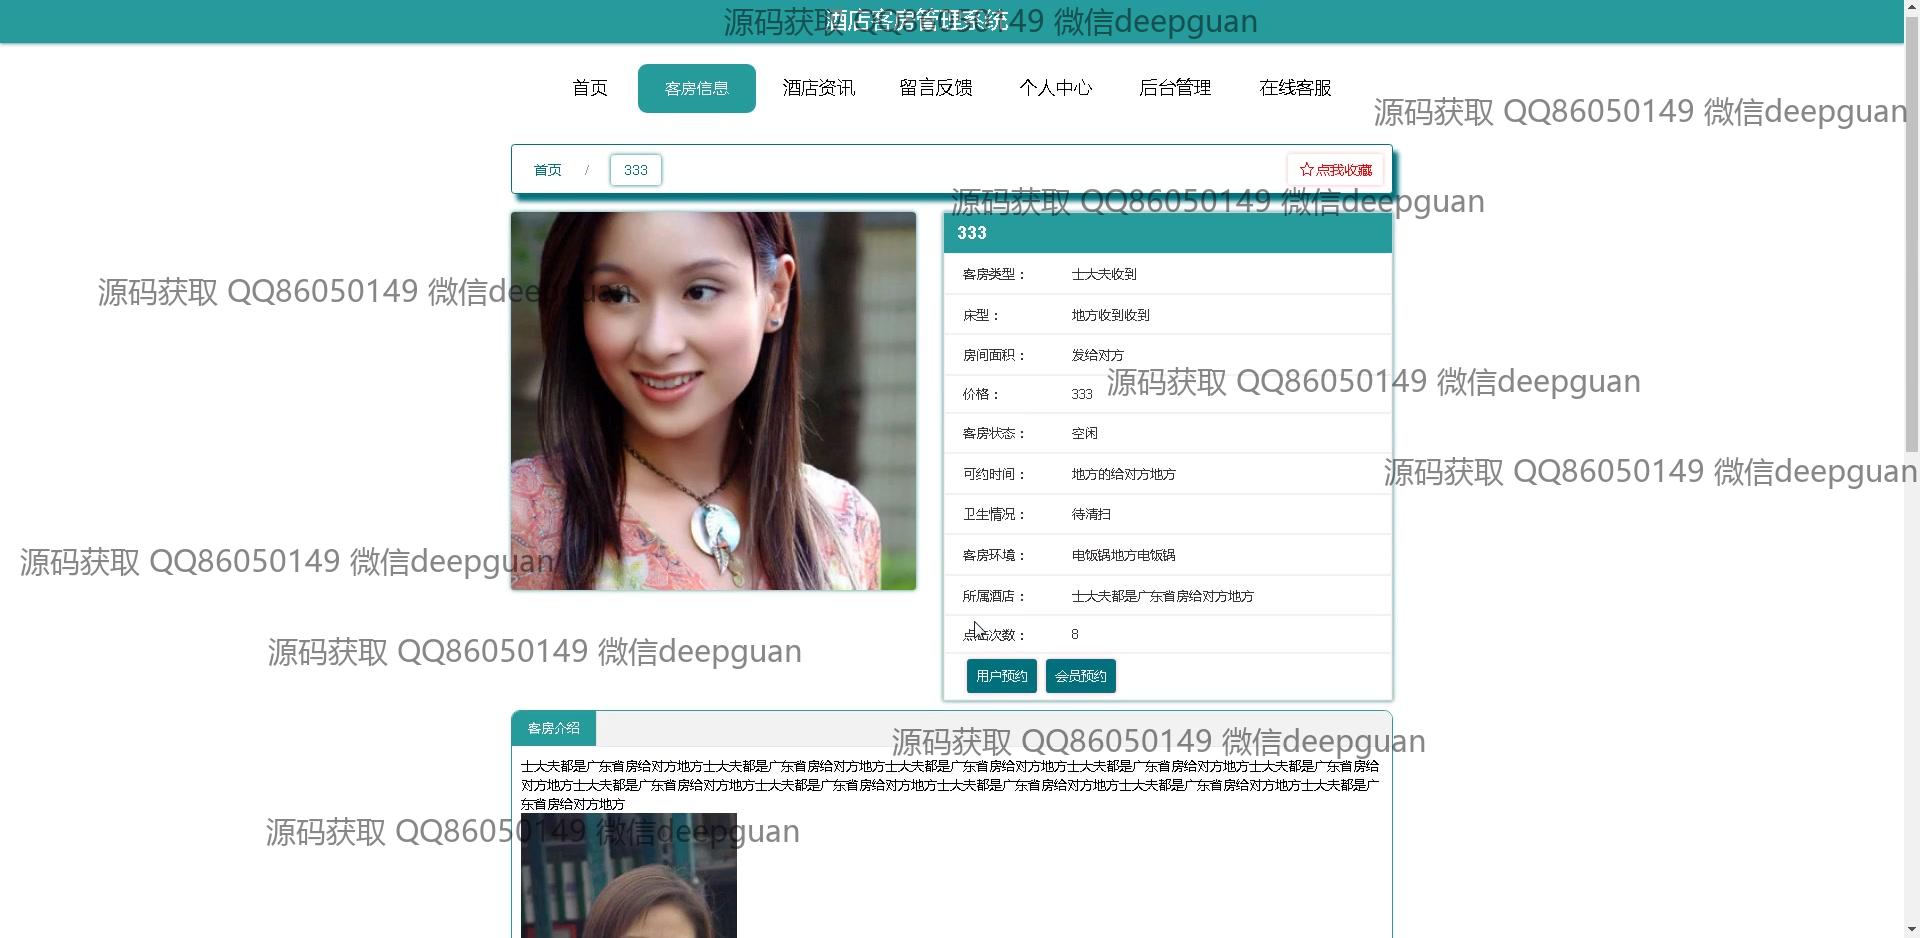 酒店客房管理系统
源码获取 QQ86050149 微信deepguan
首页 客房信息 酒店资讯 留言反馈 个人中心 后台管理 在线客服
源码获取 QQ86050149 微信deepguan
首页 / 333 ☆点我收藏
源码获取 QQ86050149 微信deepguan
333
客房类型： 士大夫收到
源码获取 QQ86050149 微信deepguan
床型： 地方收到收到
房间面积： 发给对方
源码获取 QQ86050149 微信deepguan
价格： 333
客房状态： 空闲
可约时间： 地方的给对方地方
源码获取 QQ86050149 微信deepguan
卫生情况： 待清扫
客房环境： 电饭锅地方电饭锅
源码获取 QQ86050149 微信deepguan
所属酒店： 士大夫都是广东省房给对方地方
点击次数： 8
源码获取 QQ86050149 微信deepguan
用户预约 会员预约
客房介绍
源码获取 QQ86050149 微信deepguan
士大夫都是广东省房给对方地方士大夫都是广东省房给对方地方士大夫都是广东省房给对方地方士大夫都是广东省房给对方地方士大夫都是广东省房给
对方地方士大夫都是广东省房给对方地方士大夫都是广东省房给对方地方士大夫都是广东省房给对方地方士大夫都是广东省房给对方地方士大夫都是广
东省房给对方地方
源码获取 QQ86050149 微信deepguan